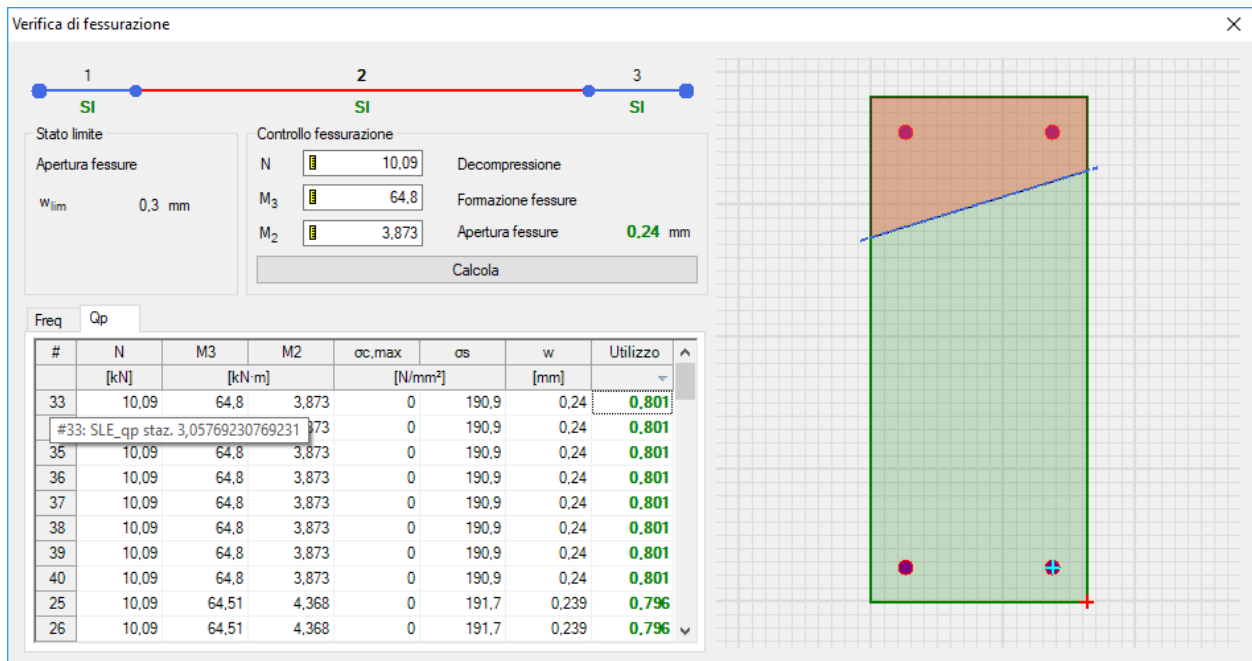 Verifica di fessurazione
1 2 3
SI SI SI
Stato limite
Apertura fessure
wlim 0,3 mm
Controllo fessurazione
N 10,09 Decompressione
M3 64,8 Formazione fessure
M2 3,873 Apertura fessure 0,24 mm
Calcola
Freq Qp
# N M3 M2 σc,max σs w Utilizzo
[kN] [kN·m] [N/mm²] [mm]
33 10,09 64,8 3,873 0 190,9 0,24 0,801
#33: SLE_qp staz. 3,05769230769231 873 0 190,9 0,24 0,801
35 10,09 64,8 3,873 0 190,9 0,24 0,801
36 10,09 64,8 3,873 0 190,9 0,24 0,801
37 10,09 64,8 3,873 0 190,9 0,24 0,801
38 10,09 64,8 3,873 0 190,9 0,24 0,801
39 10,09 64,8 3,873 0 190,9 0,24 0,801
40 10,09 64,8 3,873 0 190,9 0,24 0,801
25 10,09 64,51 4,368 0 191,7 0,239 0,796
26 10,09 64,51 4,368 0 191,7 0,239 0,796